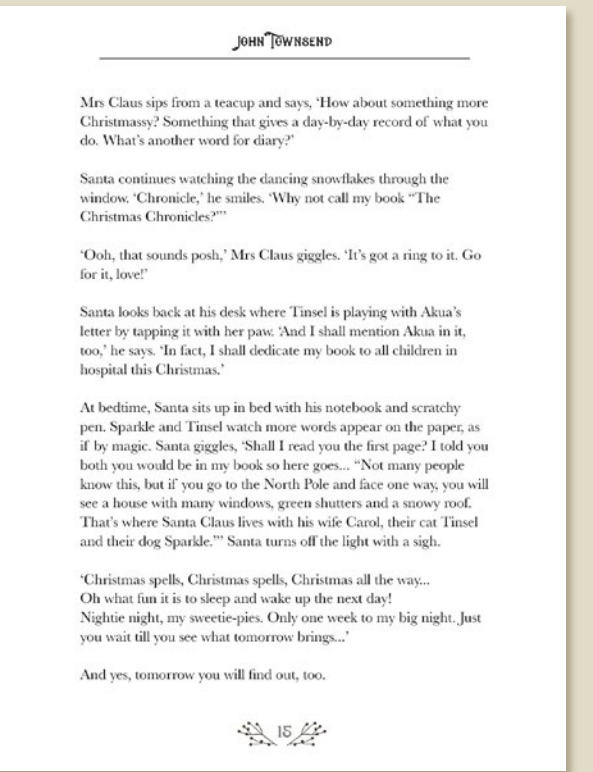 John Townsend
Mrs Claus sips from a teacup and says, ‘How about something more
Christmassy? Something that gives a day-by-day record of what you
do. What’s another word for diary?’
Santa continues watching the dancing snowflakes through the
window. ‘Chronicle,’ he smiles. ‘Why not call my book “The
Christmas Chronicles?”’
‘Ooh, that sounds posh,’ Mrs Claus giggles. ‘It’s got a ring to it. Go
for it, love!’
Santa looks back at his desk where Tinsel is playing with Akua’s
letter by tapping it with her paw. ‘And I shall mention Akua in it,
too,’ he says. ‘In fact, I shall dedicate my book to all children in
hospital this Christmas.’
At bedtime, Santa sits up in bed with his notebook and scratchy
pen. Sparkle and Tinsel watch more words appear on the paper, as
if by magic. Santa giggles, ‘Shall I read you the first page? I told you
both you would be in my book so here goes... “Not many people
know this, but if you go to the North Pole and face one way, you will
see a house with many windows, green shutters and a snowy roof.
That’s where Santa Claus lives with his wife Carol, their cat Tinsel
and their dog Sparkle.”’ Santa turns off the light with a sigh.
‘Christmas spells, Christmas spells, Christmas all the way...
Oh what fun it is to sleep and wake up the next day!
Nightie night, my sweetie-pies. Only one week to my big night. Just
you wait till you see what tomorrow brings...’
And yes, tomorrow you will find out, too.
15